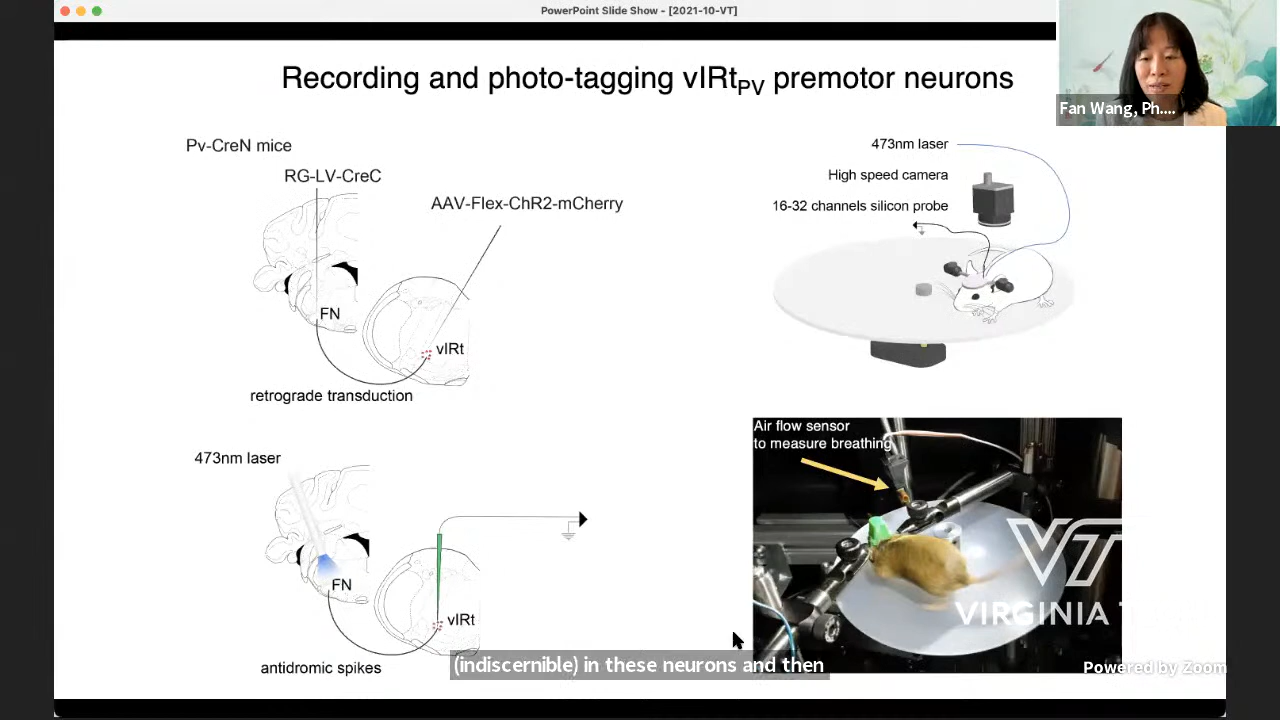 PowerPoint Slide Show - [2021-10-VT]
Recording and photo-tagging vIRtPV premotor neurons
Fan Wang, Ph....
Pv-CreN mice
RG-LV-CreC
AAV-Flex-ChR2-mCherry
FN
vIRt
retrograde transduction
473nm laser
High speed camera
16-32 channels silicon probe
473nm laser
FN
vIRt
antidromic spikes
Air flow sensor
to measure breathing
VT
VIRGINIA T
(indiscernible) in these neurons and then
Powered by Zoom